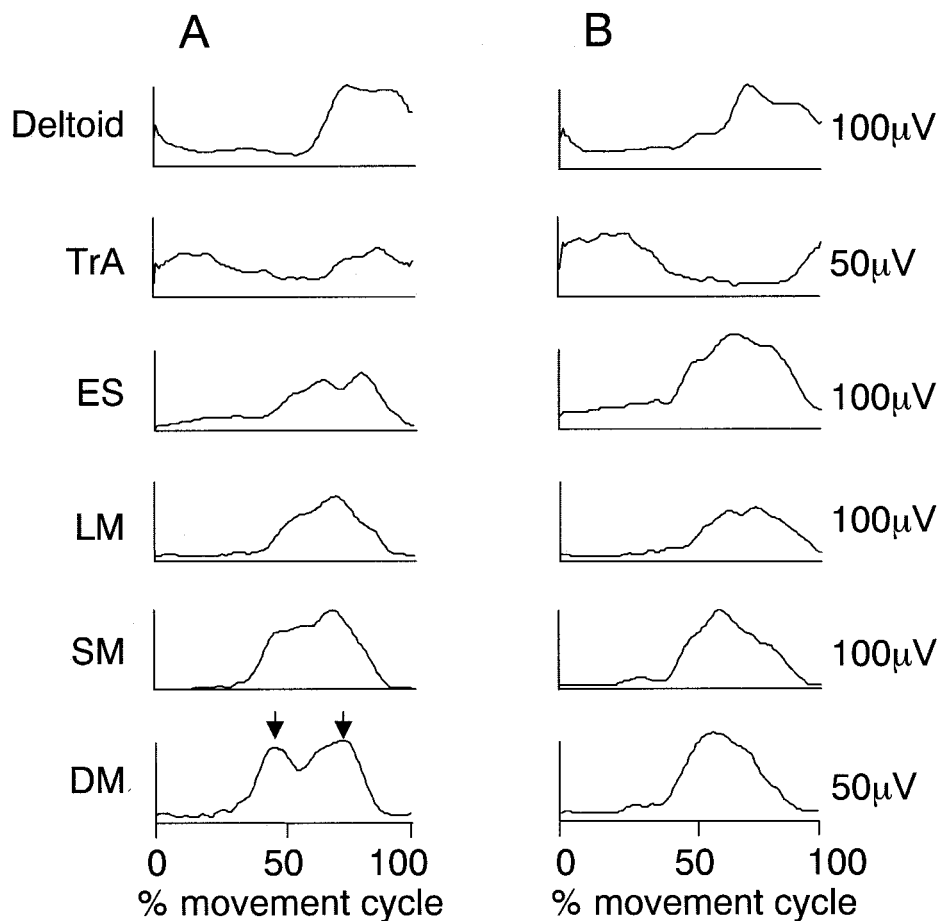 A B
Deltoid 100µV
TrA 50µV
ES 100µV
LM 100µV
SM 100µV
DM 50µV
0 50 100 0 50 100
% movement cycle % movement cycle